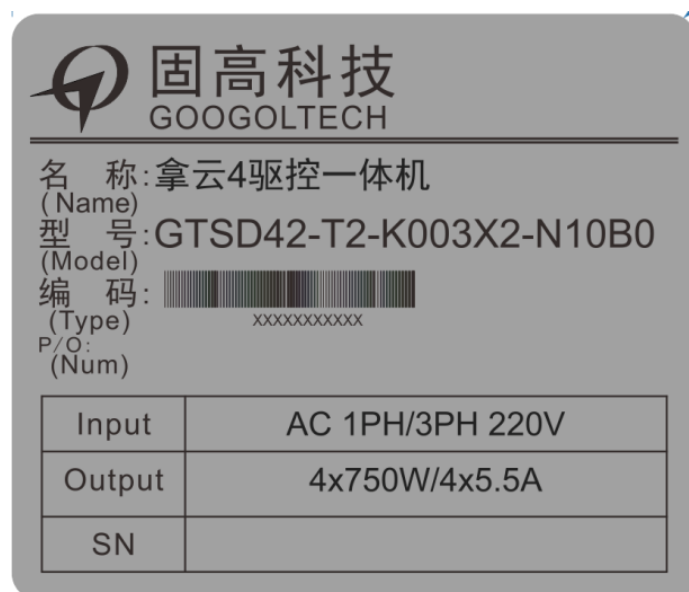 固高科技
GOOGOLTECH
名 称:拿云4驱控一体机
(Name)
型 号:GTSD42-T2-K003X2-N10B0
(Model)
编 码:
(Type)
XXXXXXXXXXX
P/O:
(Num)
Input AC 1PH/3PH 220V
Output 4x750W/4x5.5A
SN